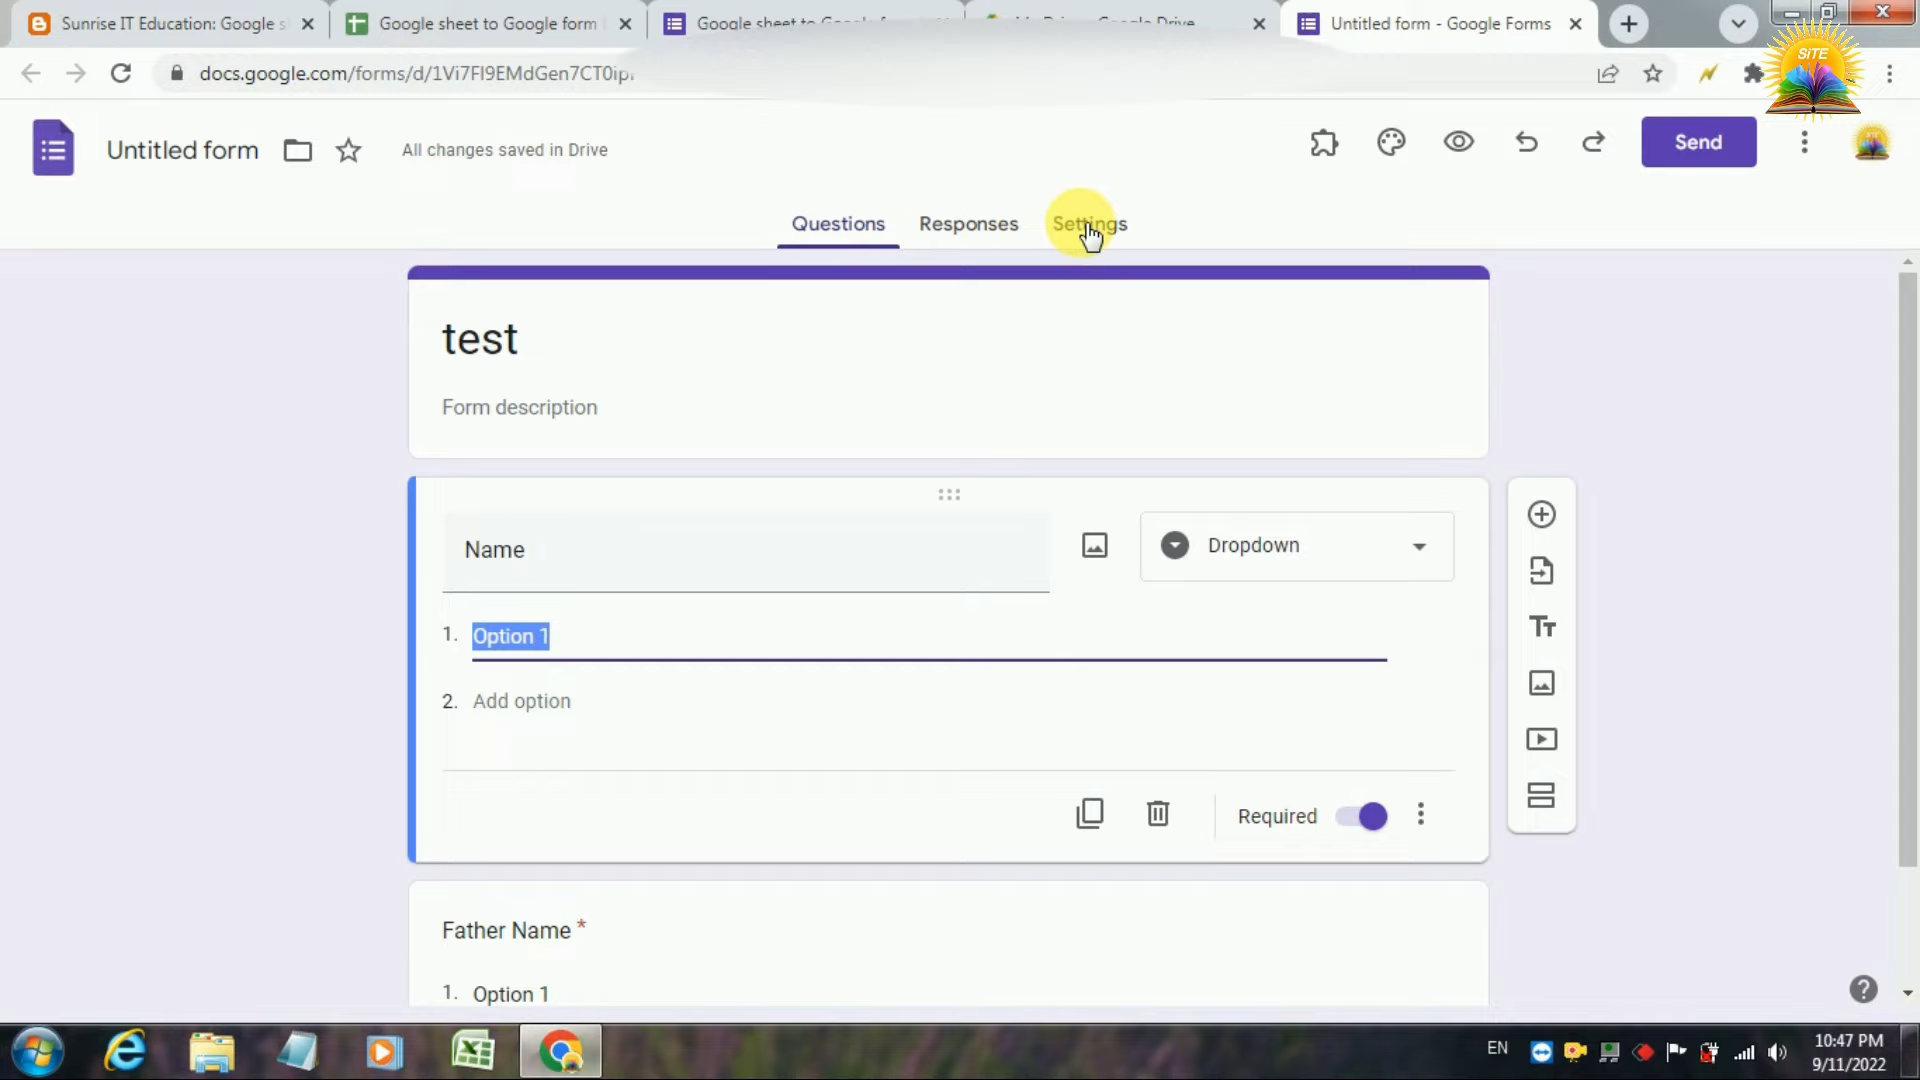 Sunrise IT Education: Google s
Google sheet to Google form
Google sheet to Google
Google Drive
Untitled form - Google Forms
SITE
docs.google.com/forms/d/1Vi7FI9EMdGen7CT0ip
Untitled form
All changes saved in Drive
Send
Questions
Responses
Settings
test
Form description
Name
Dropdown
1. Option 1
2. Add option
Required
Father Name *
1. Option 1
EN
10:47 PM
9/11/2022